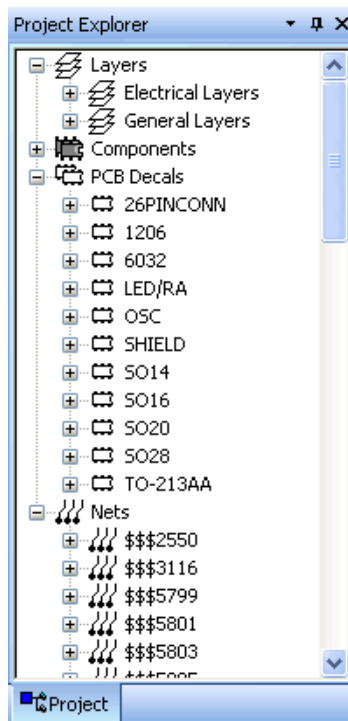 Project Explorer
Layers
Electrical Layers
General Layers
Components
PCB Decals
26PINCONN
1206
6032
LED/RA
OSC
SHIELD
SO14
SO16
SO20
SO28
TO-213AA
Nets
$$$2550
$$$3116
$$$5799
$$$5801
$$$5803
Project